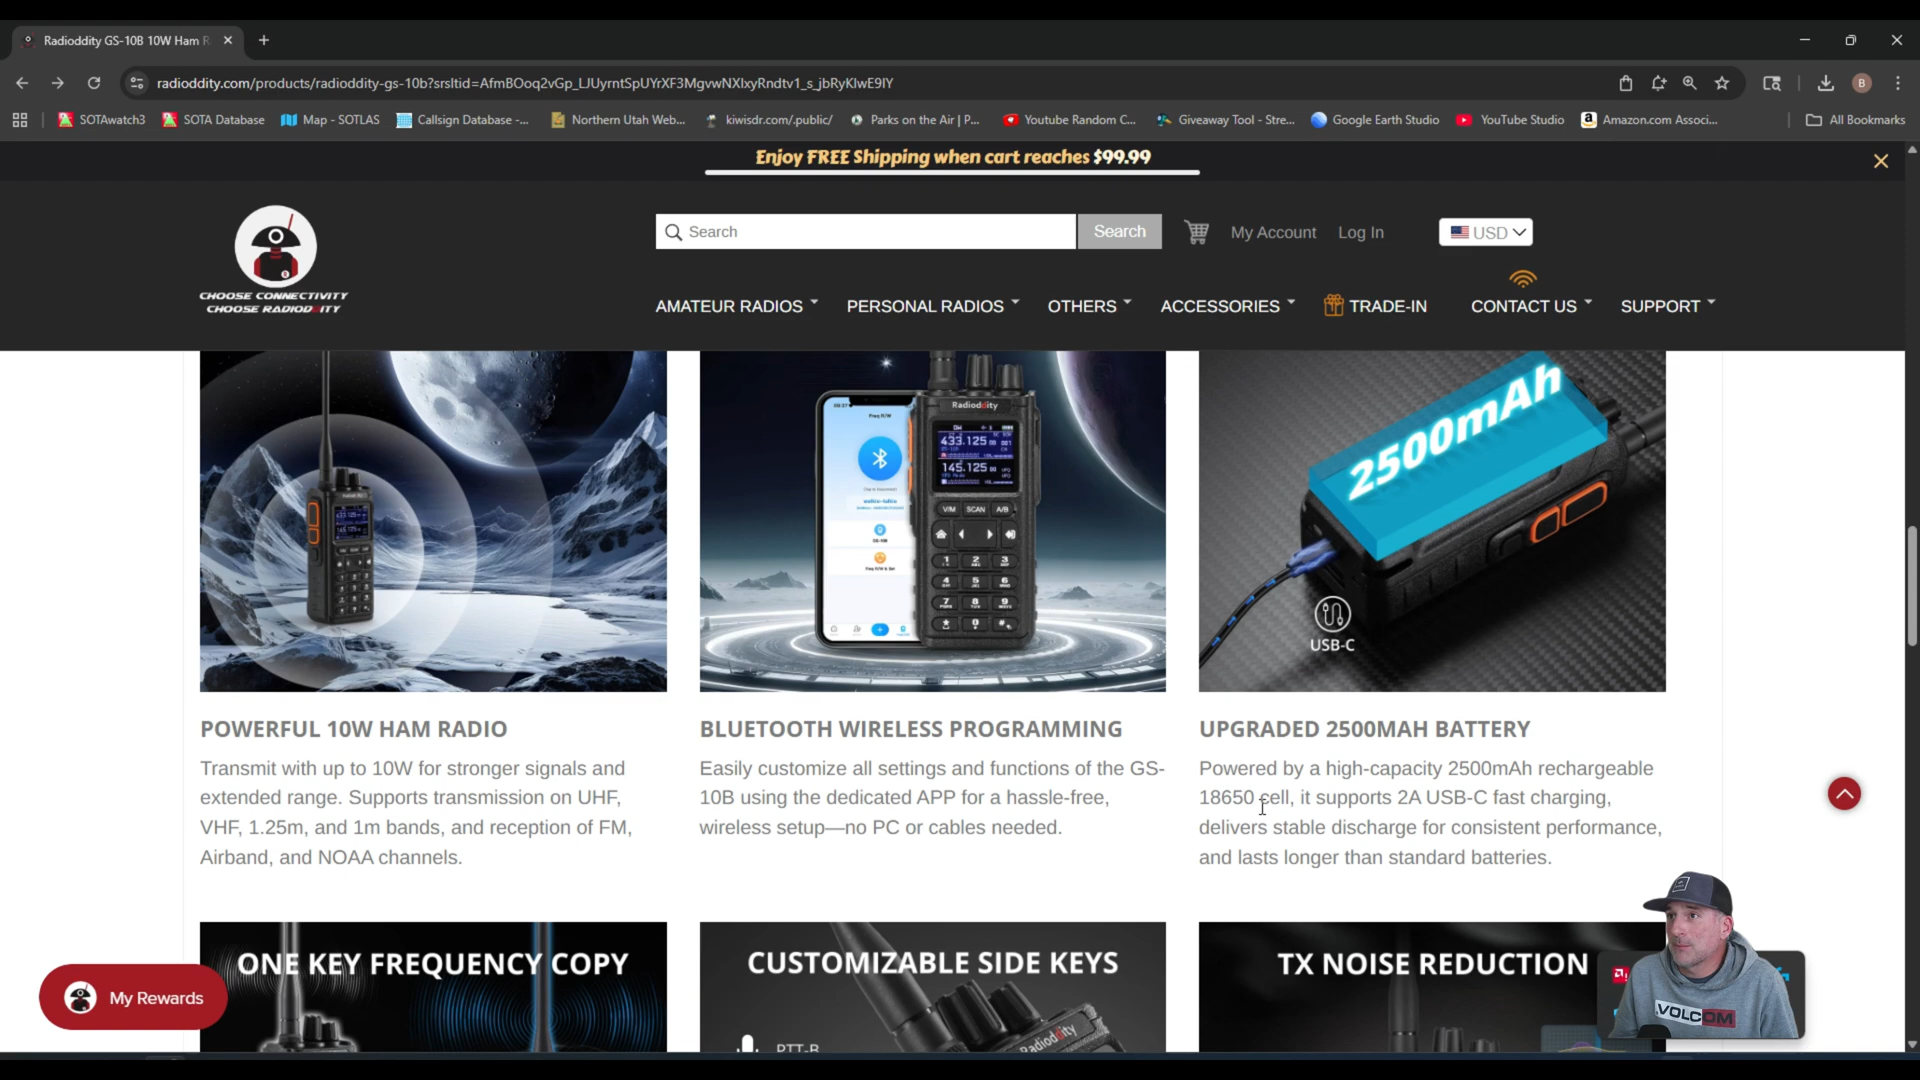 Radioddity GS-10B 10W Ham R
radioddity.com/products/radioddity-gs-10b?srsltid=AfmBOoq2vGp_LJUyrntSpUYrXF3MgvwNXlxyRndtv1_s_jbRyKlwE9IY
B
SOTAwatch3 SOTA Database Map - SOTLAS Callsign Database -... Northern Utah Web... kiwisdr.com/.public/ Parks on the Air | P... Youtube Random C... Giveaway Tool - Stre... Google Earth Studio YouTube Studio Amazon.com Associ... All Bookmarks
Enjoy FREE Shipping when cart reaches $99.99
CHOOSE CONNECTIVITY
CHOOSE RADIODDITY
Search Search My Account Log In USD
AMATEUR RADIOS PERSONAL RADIOS OTHERS ACCESSORIES TRADE-IN CONTACT US SUPPORT
Radioddity
433.125
145.125
V/M SCAN A/B
2500mAh
USB-C
POWERFUL 10W HAM RADIO
Transmit with up to 10W for stronger signals and
extended range. Supports transmission on UHF,
VHF, 1.25m, and 1m bands, and reception of FM,
Airband, and NOAA channels.
BLUETOOTH WIRELESS PROGRAMMING
Easily customize all settings and functions of the GS-
10B using the dedicated APP for a hassle-free,
wireless setup—no PC or cables needed.
UPGRADED 2500MAH BATTERY
Powered by a high-capacity 2500mAh rechargeable
18650 cell, it supports 2A USB-C fast charging,
delivers stable discharge for consistent performance,
and lasts longer than standard batteries.
ONE KEY FREQUENCY COPY
CUSTOMIZABLE SIDE KEYS
PTT-B
Radioddity
TX NOISE REDUCTION
My Rewards
VOLCOM